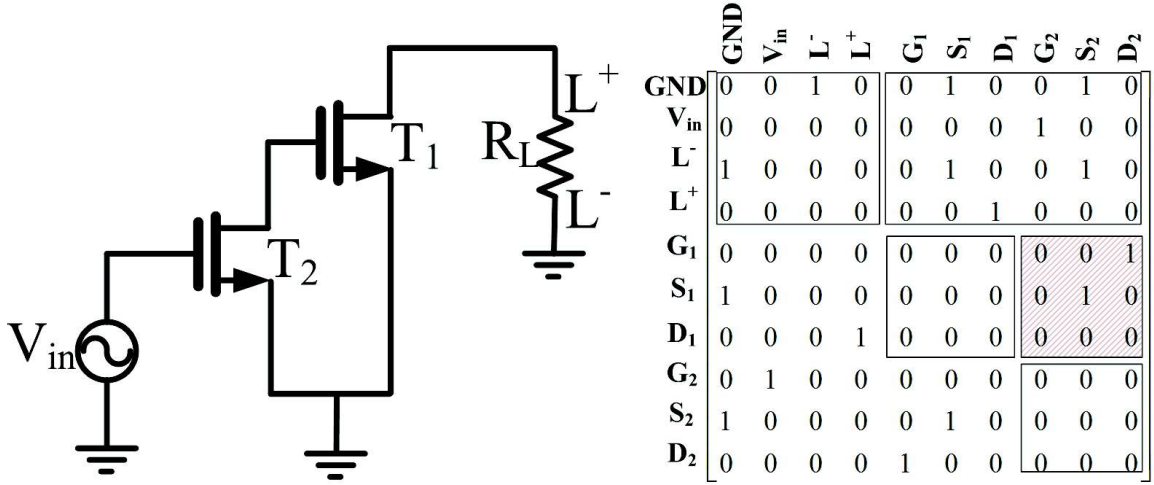 L+
T1
RL
L-
T2
Vin
GND Vin L- L+ G1 S1 D1 G2 S2 D2
GND 0 0 1 0 0 1 0 0 1 0
Vin 0 0 0 0 0 0 0 1 0 0
L- 1 0 0 0 0 1 0 0 1 0
L+ 0 0 0 0 0 0 1 0 0 0
G1 0 0 0 0 0 0 0 0 0 1
S1 1 0 0 0 0 0 0 0 1 0
D1 0 0 0 1 0 0 0 0 0 0
G2 0 1 0 0 0 0 0 0 0 0
S2 1 0 0 0 0 1 0 0 0 0
D2 0 0 0 0 1 0 0 0 0 0